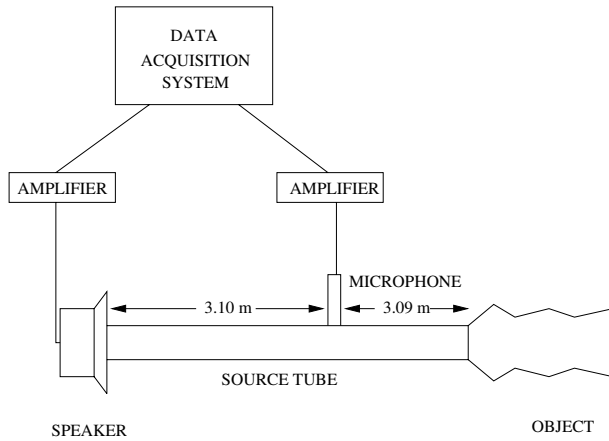 DATA
ACQUISITION
SYSTEM
AMPLIFIER
AMPLIFIER
MICROPHONE
3.10 m
3.09 m
SOURCE TUBE
SPEAKER
OBJECT